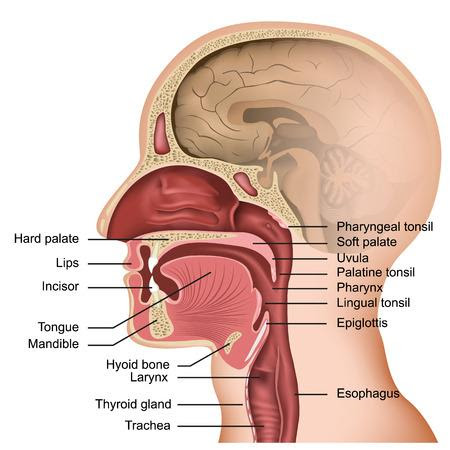 Hard palate
Lips
Incisor
Tongue
Mandible
Hyoid bone
Larynx
Thyroid gland
Trachea
Pharyngeal tonsil
Soft palate
Uvula
Palatine tonsil
Pharynx
Lingual tonsil
Epiglottis
Esophagus